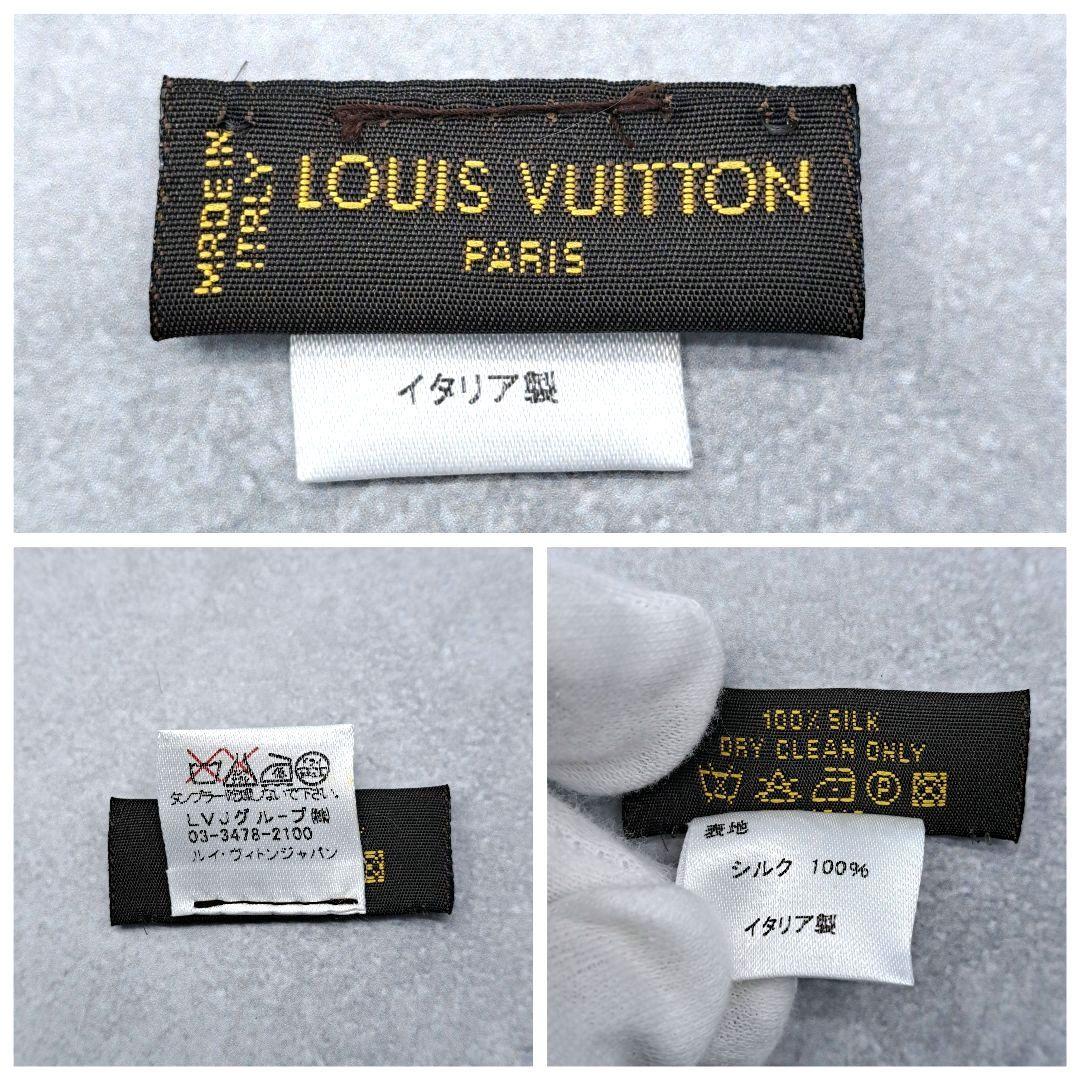 MADE IN
ITALY
LOUIS VUITTON
PARIS
イタリア製
タンブラー乾燥はしないで下さい。
LVJグループ㈱
03-3478-2100
ルイ・ヴィトンジャパン
100% SILK
DRY CLEAN ONLY
P
表地
シルク 100%
イタリア製